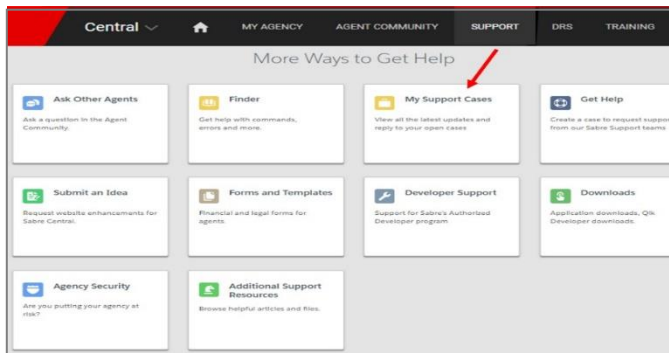 Central
MY AGENCY
AGENT COMMUNITY
SUPPORT
DRS
TRAINING
More Ways to Get Help
Ask Other Agents
Ask a question in the Agent
Community.
Finder
Get help with commands,
errors and more.
My Support Cases
View all the latest updates and
reply to your open cases
Get Help
Create a case to request suppor
from our Sabre Support teams
Submit an Idea
Request website enhancements for
Sabre Central.
Forms and Templates
Financial and legal forms for
agents
Developer Support
Support for Sabre's Authorized
Developer program
Downloads
Application downloads, Qik
Developer downloads.
Agency Security
Are you putting your agency at
risk?
Additional Support
Resources
Browse helpful articles and files.